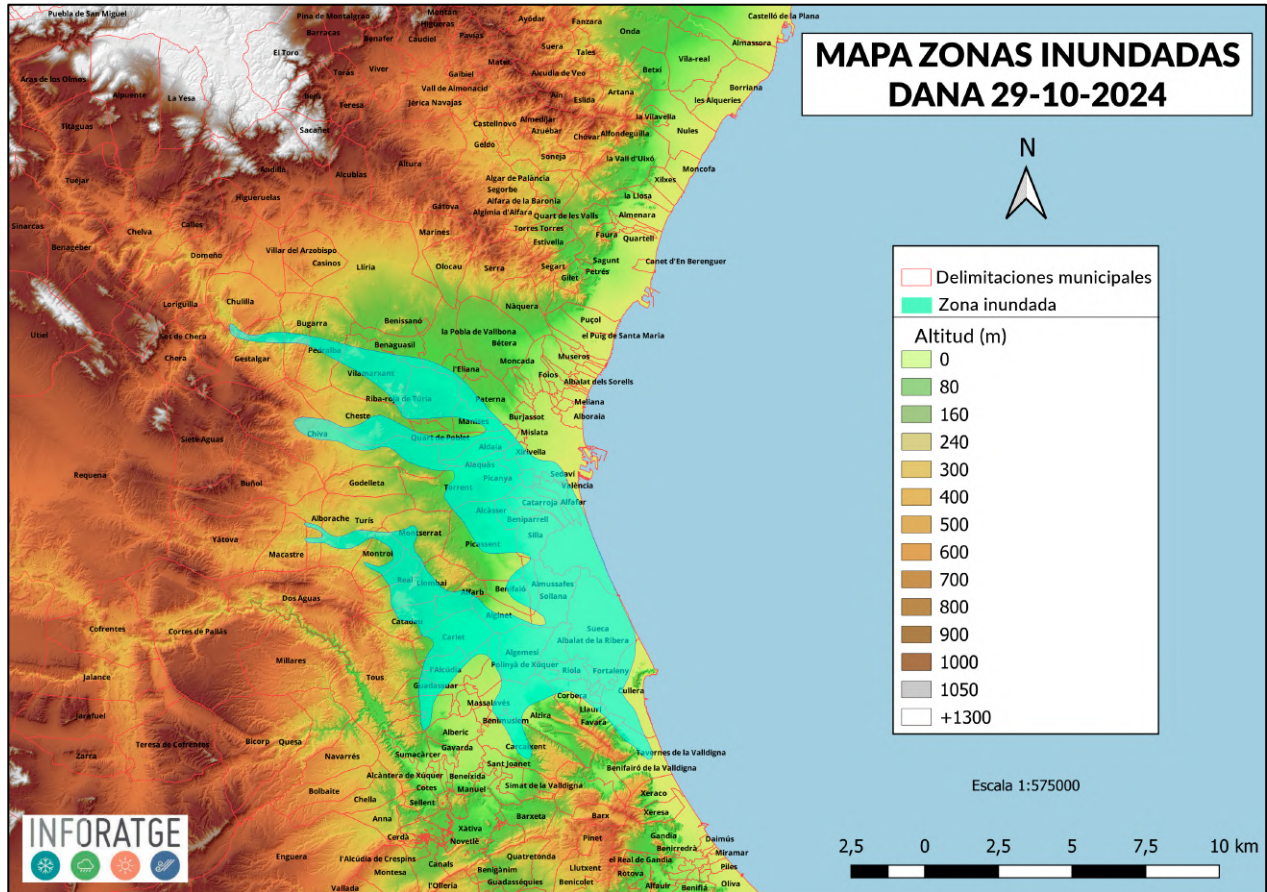 MAPA ZONAS INUNDADAS
DANA 29-10-2024
N
Delimitaciones municipales
Zona inundada
Altitud (m)
0
80
160
240
300
400
500
600
700
800
900
1000
1050
+1300
Escala 1:575000
2,5 0 2,5 5 7,5 10 km
INFORATGE
Puebla de San Miguel
Pina de Montalgrao
Barracas
Higueras
Benafer
Caudiel
Pavías
Ayódar
Fanzara
Onda
Castelló de la Plana
Almassora
El Toro
Suera
Tales
Betxí
Vila-real
Aras de los Olmos
Alpuente
La Yesa
Torás
Viver
Matet
Gaibiel
Alcudia de Veo
Vall de Almonacid
Jérica
Navajas
Teresa
Eslida
Artana
Borriana
les Alqueries
la Vilavella
Nules
Titaguas
Sacañet
Castellnovo
Almedíjar
Azuébar
Chóvar
Alfondeguilla
Geldo
Soneja
la Vall d'Uixó
Moncofa
Tuéjar
Andilla
Alcublas
Altura
Algar de Palància
Segorbe
Xilxes
la Llosa
Higueruelas
Gátova
Alfara de la Baronia
Algimia d'Alfara
Quart de les Valls
Almenara
Sinarcas
Benagéber
Chelva
Calles
Domeño
Villar del Arzobispo
Casinos
Marines
Torres Torres
Estivella
Faura
Quartell
Llíria
Olocau
Serra
Segart
Sagunt
Petrés
Gilet
Canet d'En Berenguer
Loriguilla
Chulilla
Nàquera
Utiel
Sot de Chera
Chera
Bugarra
Benissanó
la Pobla de Vallbona
Puçol
el Puig de Santa Maria
Gestalgar
Pedralba
Benaguasil
Bétera
Moncada
Museros
Vilamarxant
l'Eliana
Foios
Albalat dels Sorells
Riba-roja de Túria
Paterna
Meliana
Alboraia
Cheste
Manises
Burjassot
Siete Aguas
Chiva
Quart de Poblet
Mislata
Aldaia
Xirivella
Requena
Buñol
Godelleta
Alaquàs
Picanya
Torrent
Sedaví
València
Catarroja
Alfafar
Alborache
Turís
Alcàsser
Beniparrell
Yátova
Macastre
Montserrat
Montroi
Picassent
Silla
Real
Llombai
Alfarb
Benifaió
Almussafes
Sollana
Dos Aguas
Cofrentes
Cortes de Pallás
Catadau
Alginet
Carlet
Sueca
Albalat de la Ribera
Millares
Algemesí
Polinyà de Xúquer
l'Alcúdia
Riola
Fortaleny
Jalance
Tous
Guadassuar
Cullera
Jarafuel
Massalavés
Corbera
Llaurí
Favara
Benimuslem
Alzira
Teresa de Cofrentes
Bicorp
Quesa
Alberic
Gavarda
Carcaixent
Tavernes de la Valldigna
Zarra
Navarrés
Sumacàrcer
Sant Joanet
Benifairó de la Valldigna
Alcàntera de Xúquer
Beneixida
Bolbaite
Chella
Cotes
Manuel
Simat de la Valldigna
Xeraco
Sellent
Anna
Barxeta
Barx
Xeresa
Cerdà
Xàtiva
Novetlè
Pinet
Gandia
Daimús
Miramar
Enguera
l'Alcúdia de Crespins
Canals
Quatretonda
Benirredrà
el Real de Gandia
Piles
Montesa
Benigànim
Llutxent
Ròtova
Vallada
l'Olleria
Guadasséquies
Benicolet
Alfauir
Beniflá
Oliva